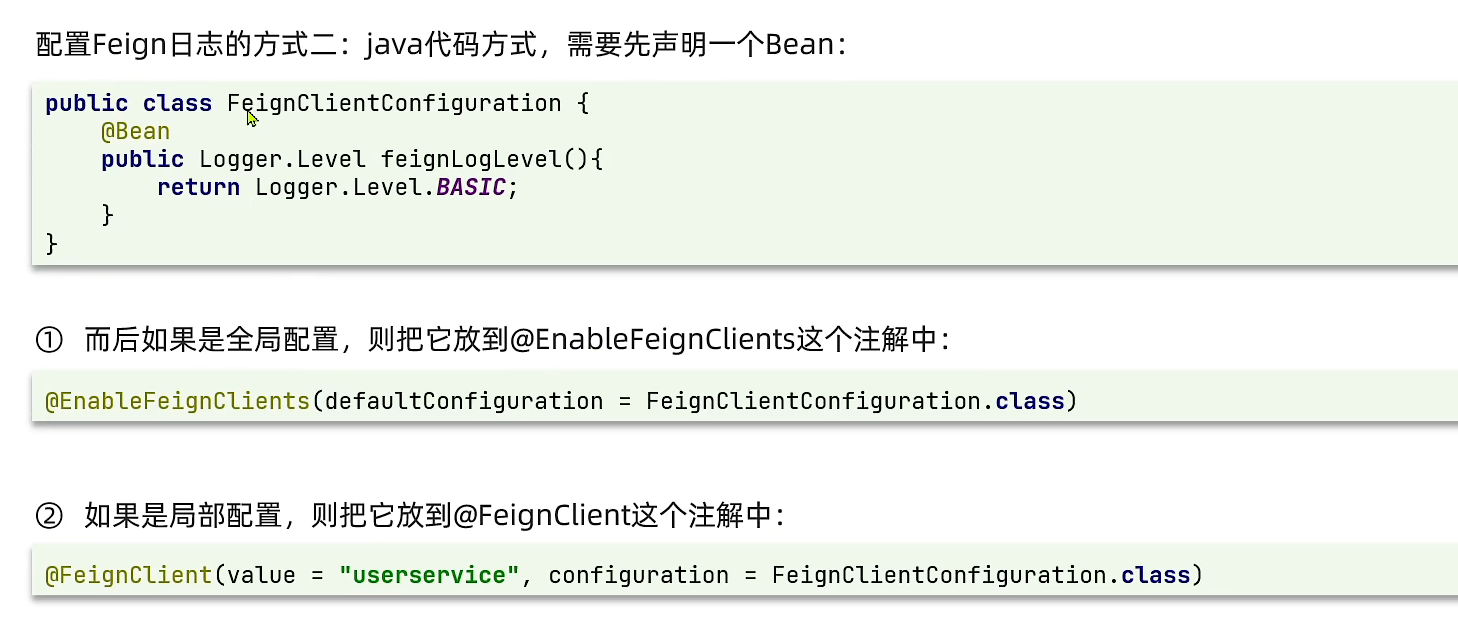 配置Feign日志的方式二：java代码方式，需要先声明一个Bean：
public class FeignClientConfiguration {
    @Bean
    public Logger.Level feignLogLevel(){
        return Logger.Level.BASIC;
    }
}
① 而后如果是全局配置，则把它放到@EnableFeignClients这个注解中：
@EnableFeignClients(defaultConfiguration = FeignClientConfiguration.class)
② 如果是局部配置，则把它放到@FeignClient这个注解中：
@FeignClient(value = "userservice", configuration = FeignClientConfiguration.class)